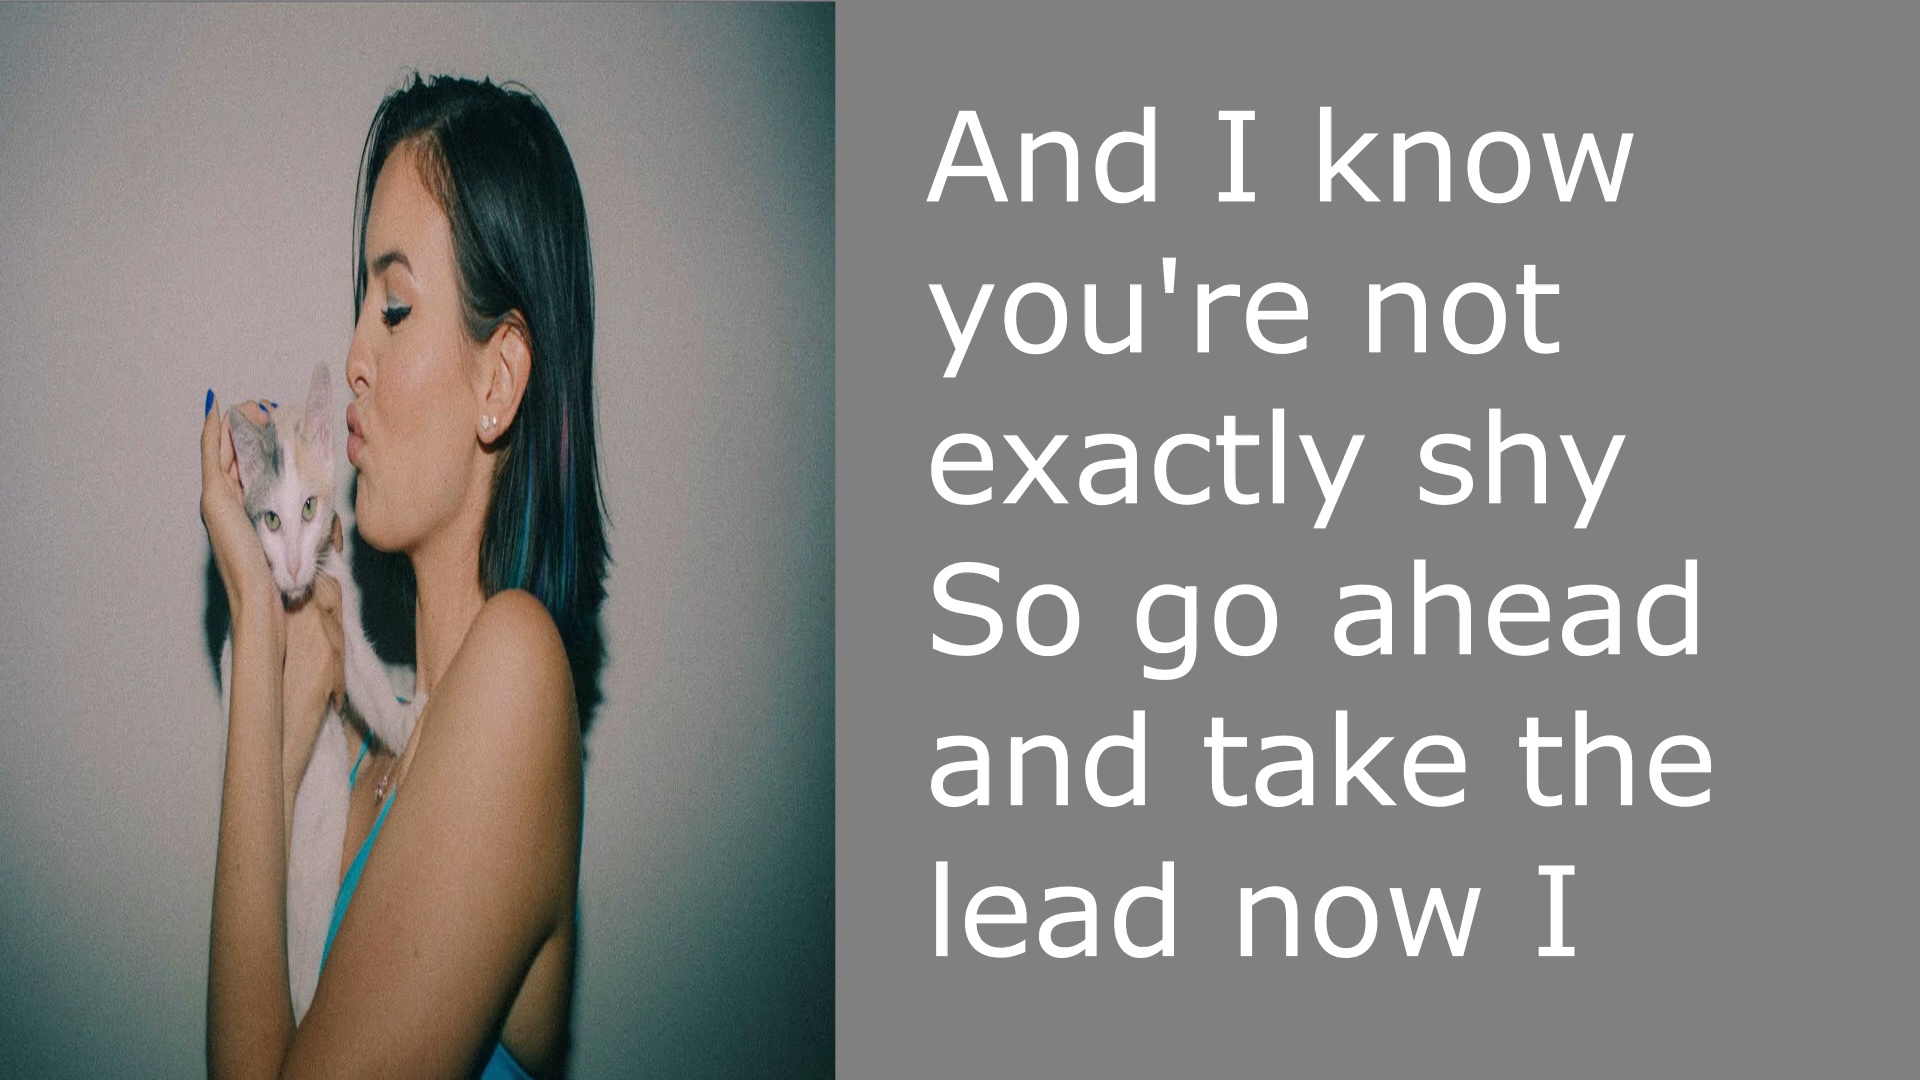 And I know
you're not
exactly shy
So go ahead
and take the
lead now I